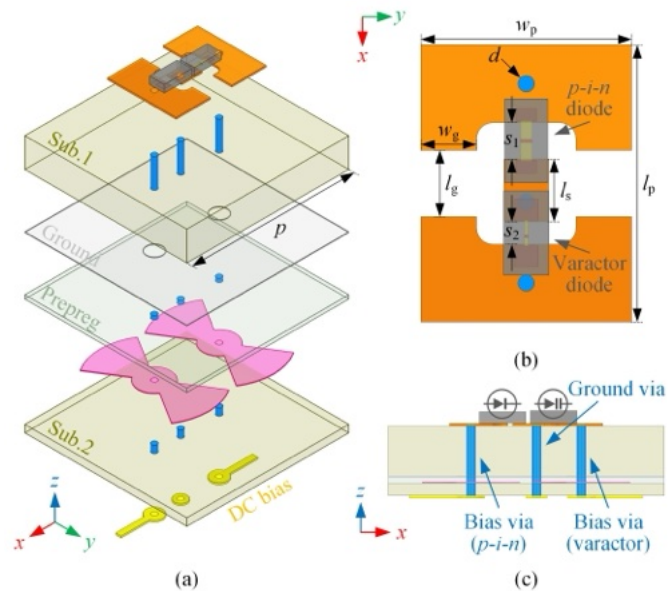 Sub.1
Ground
Prepreg
Sub.2
p
DC bias
z
x
y
(a)
y
x
w_p
d
p-i-n
diode
w_g
s_1
l_g
l_s
l_p
s_2
Varactor
diode
(b)
Ground via
z
x
Bias via
(p-i-n)
Bias via
(varactor)
(c)